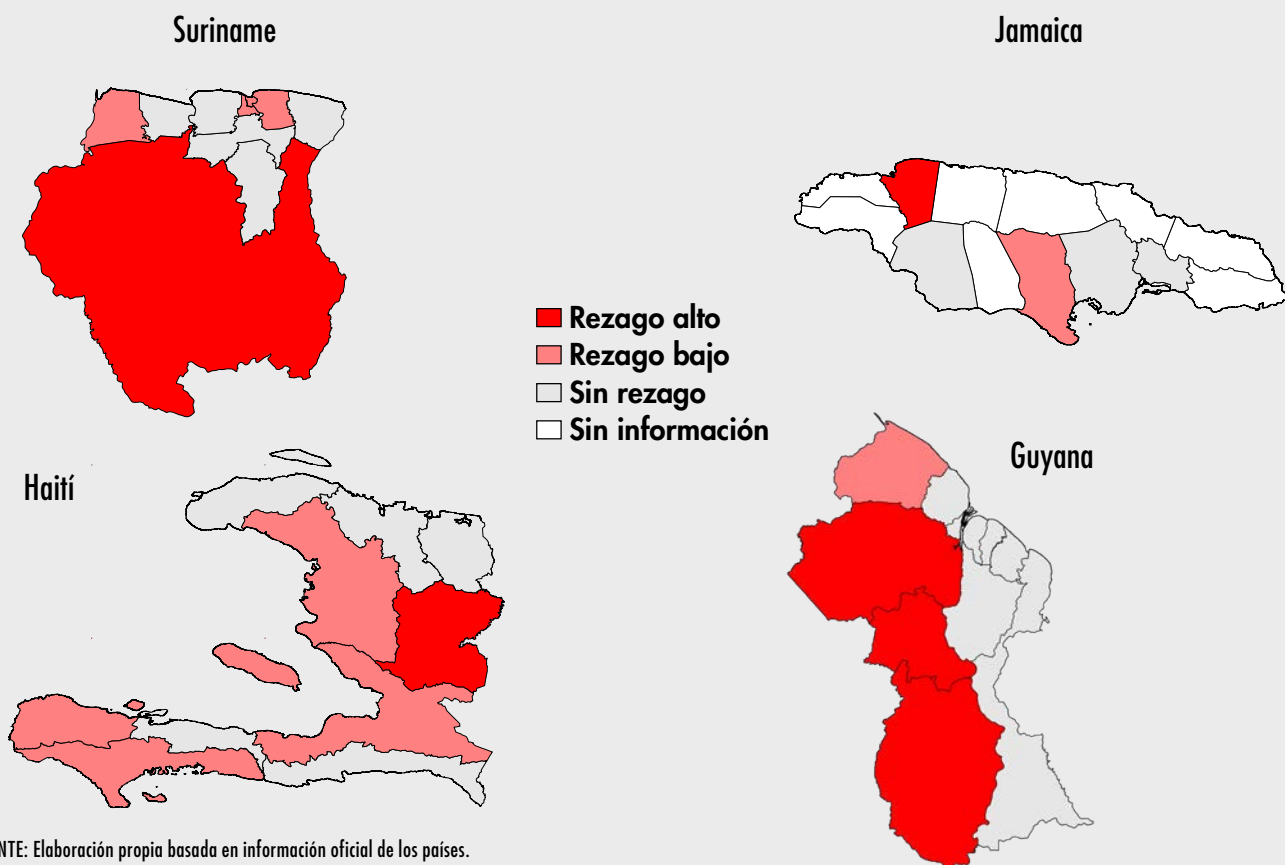 Suriname
Jamaica
Rezago alto
Rezago bajo
Sin rezago
Sin información
Guyana
Haití
NTE: Elaboración propia basada en información oficial de los países.